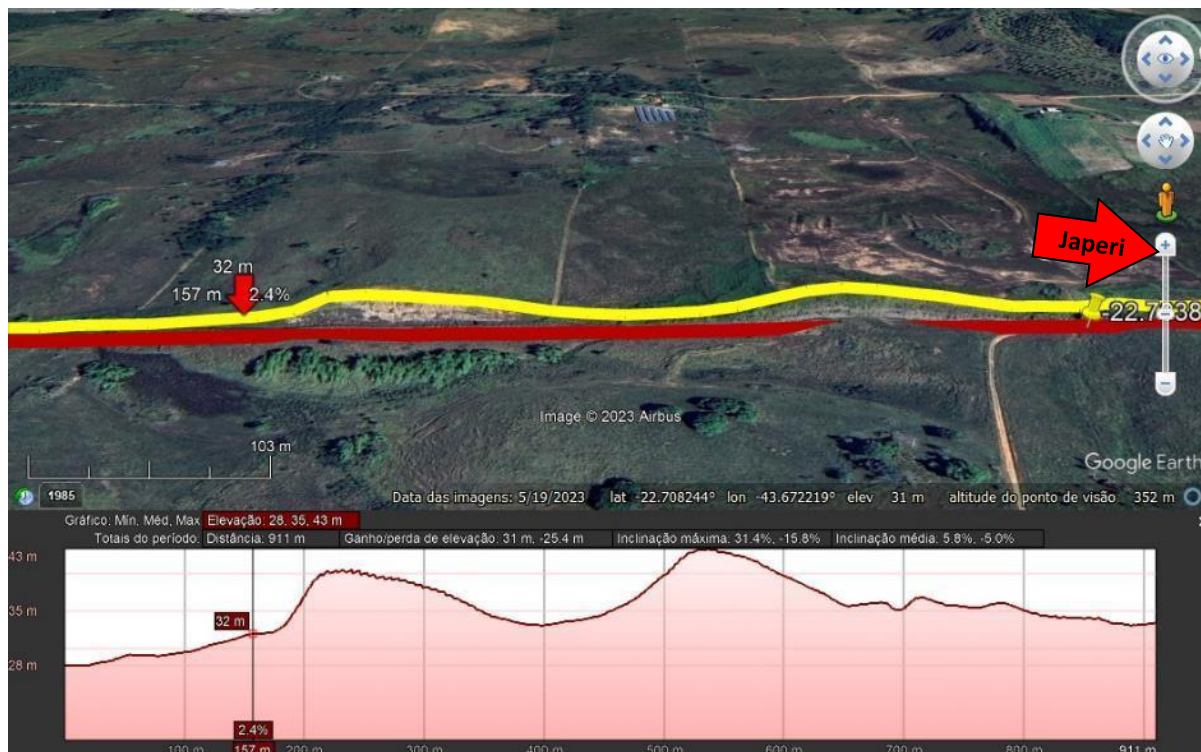 Japeri
32 m
157 m 2.4%
Image © 2023 Airbus
103 m
Google Earth
1985
Data das imagens: 5/19/2023 lat -22.708244° lon -43.672219° elev 31 m altitude do ponto de visão 352 m
Gráfico: Mín, Méd, Max Elevação: 28, 35, 43 m
Totais do período: Distância: 911 m Ganho/perda de elevação: 31 m, -25.4 m Inclinação máxima: 31.4%, -15.8% Inclinação média: 5.8%, -5.0%
43 m
35 m
32 m
28 m
2.4%
100 m 157 m 200 m 300 m 400 m 500 m 600 m 700 m 800 m 911 m